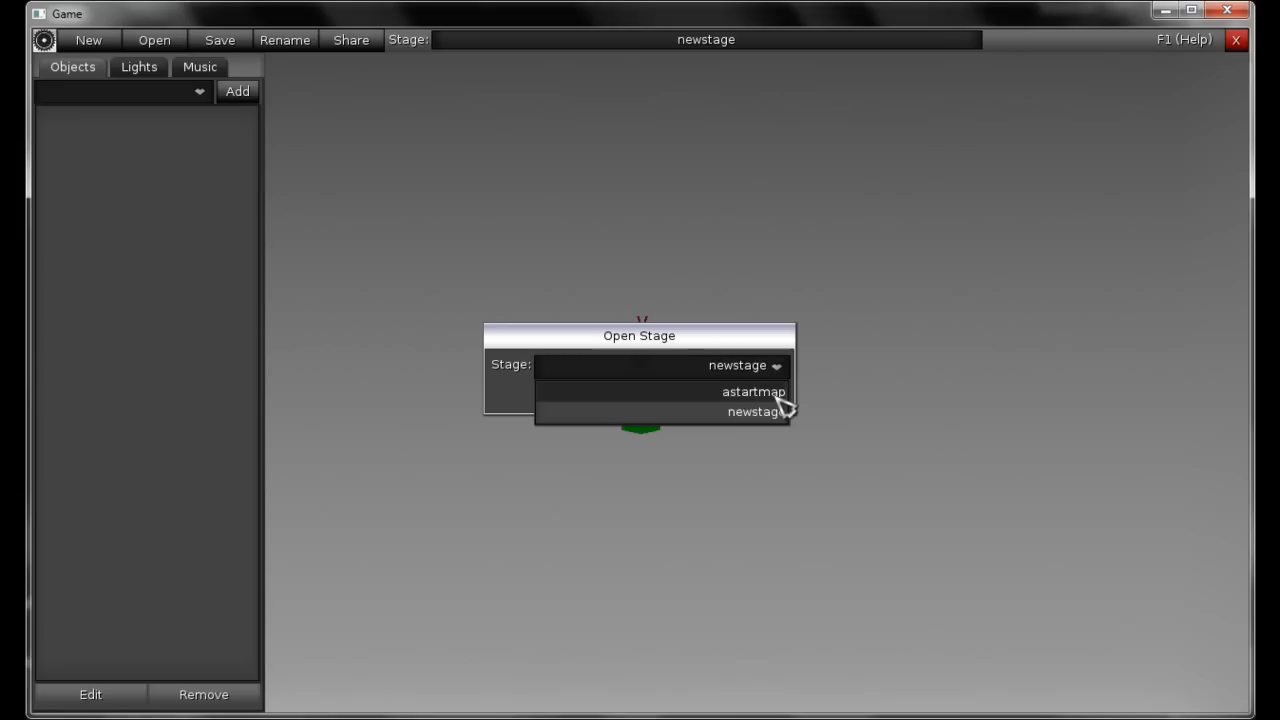 Game
New Open Save Rename Share Stage: newstage F1 (Help) X
Objects Lights Music
Add
Open Stage
Stage: newstage
astartmap
newstage
Edit Remove